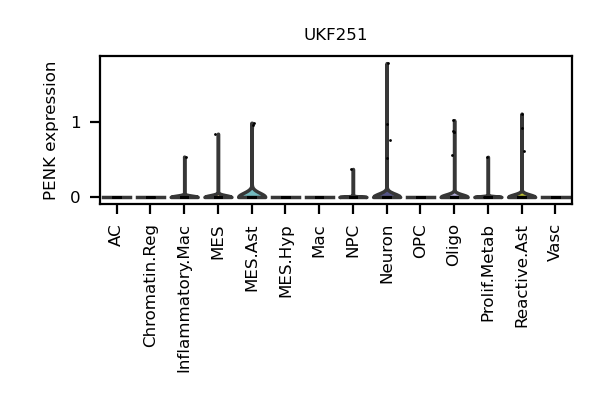 UKF251
PENK expression
1
0
AC
Chromatin.Reg
Inflammatory.Mac
MES
MES.Ast
MES.Hyp
Mac
NPC
Neuron
OPC
Oligo
Prolif.Metab
Reactive.Ast
Vasc